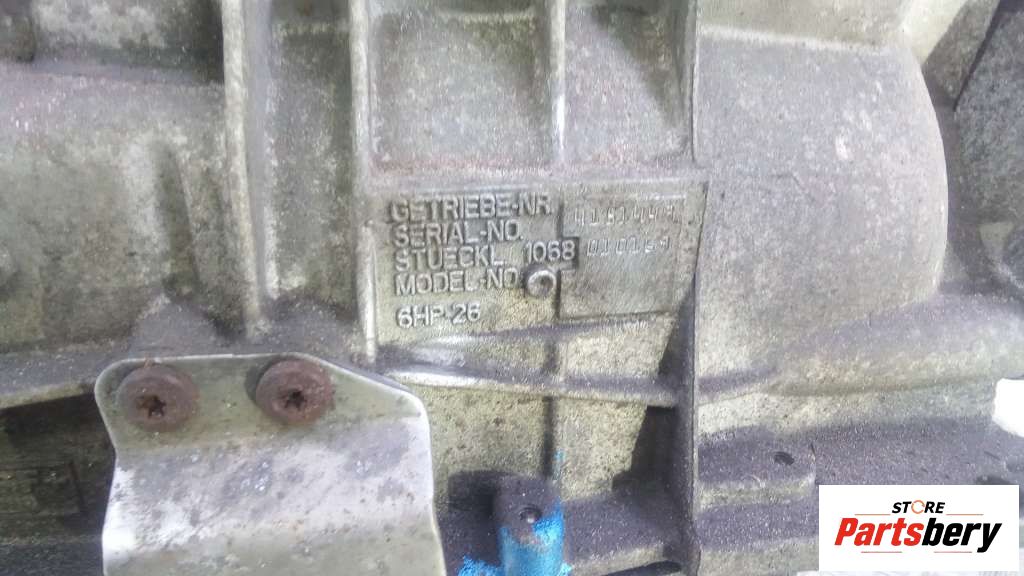 GETRIEBE-NR.
SERIAL-NO.
STUECKL. 1068
MODEL-NO.
6HP-26
STORE
Partsbery